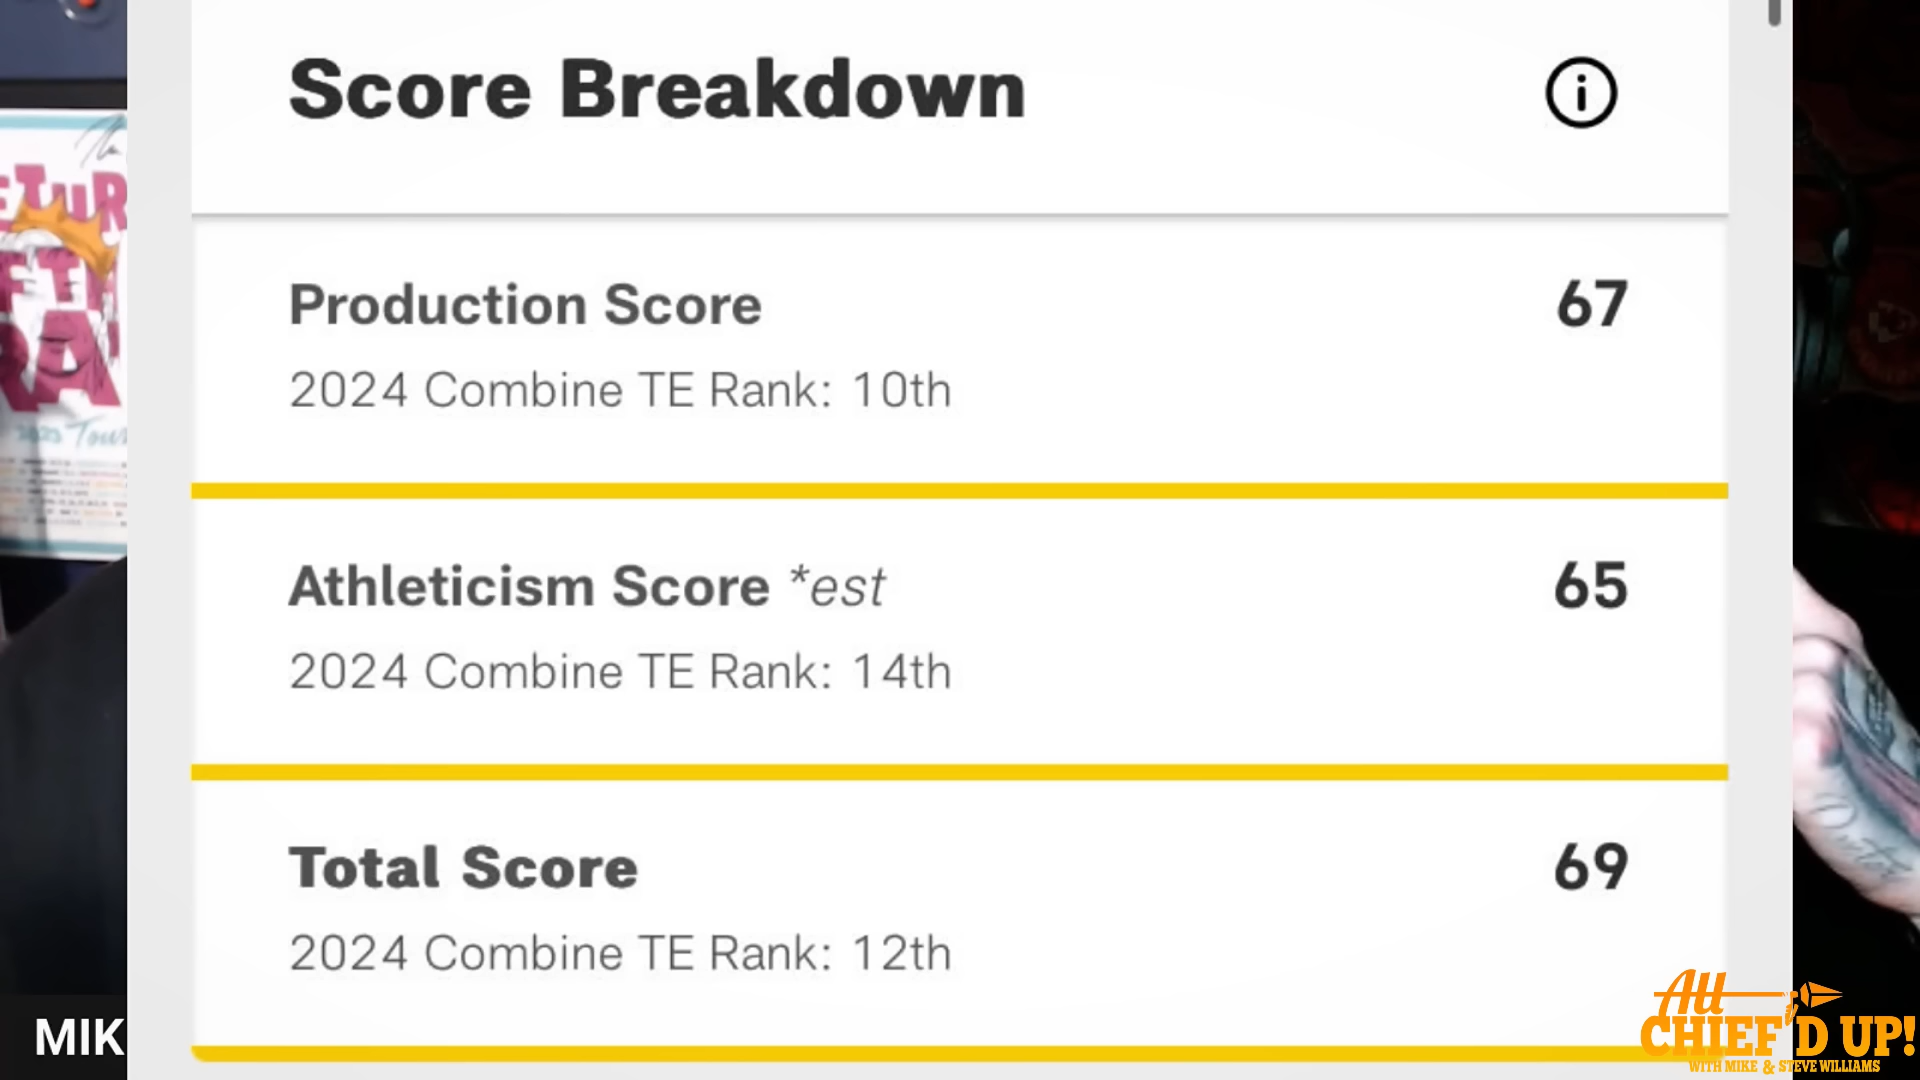 Score Breakdown
Production Score 67
2024 Combine TE Rank: 10th
Athleticism Score *est 65
2024 Combine TE Rank: 14th
Total Score 69
2024 Combine TE Rank: 12th
MIK
All
CHIEF'D UP!
WITH MIKE & STEVE WILLIAMS